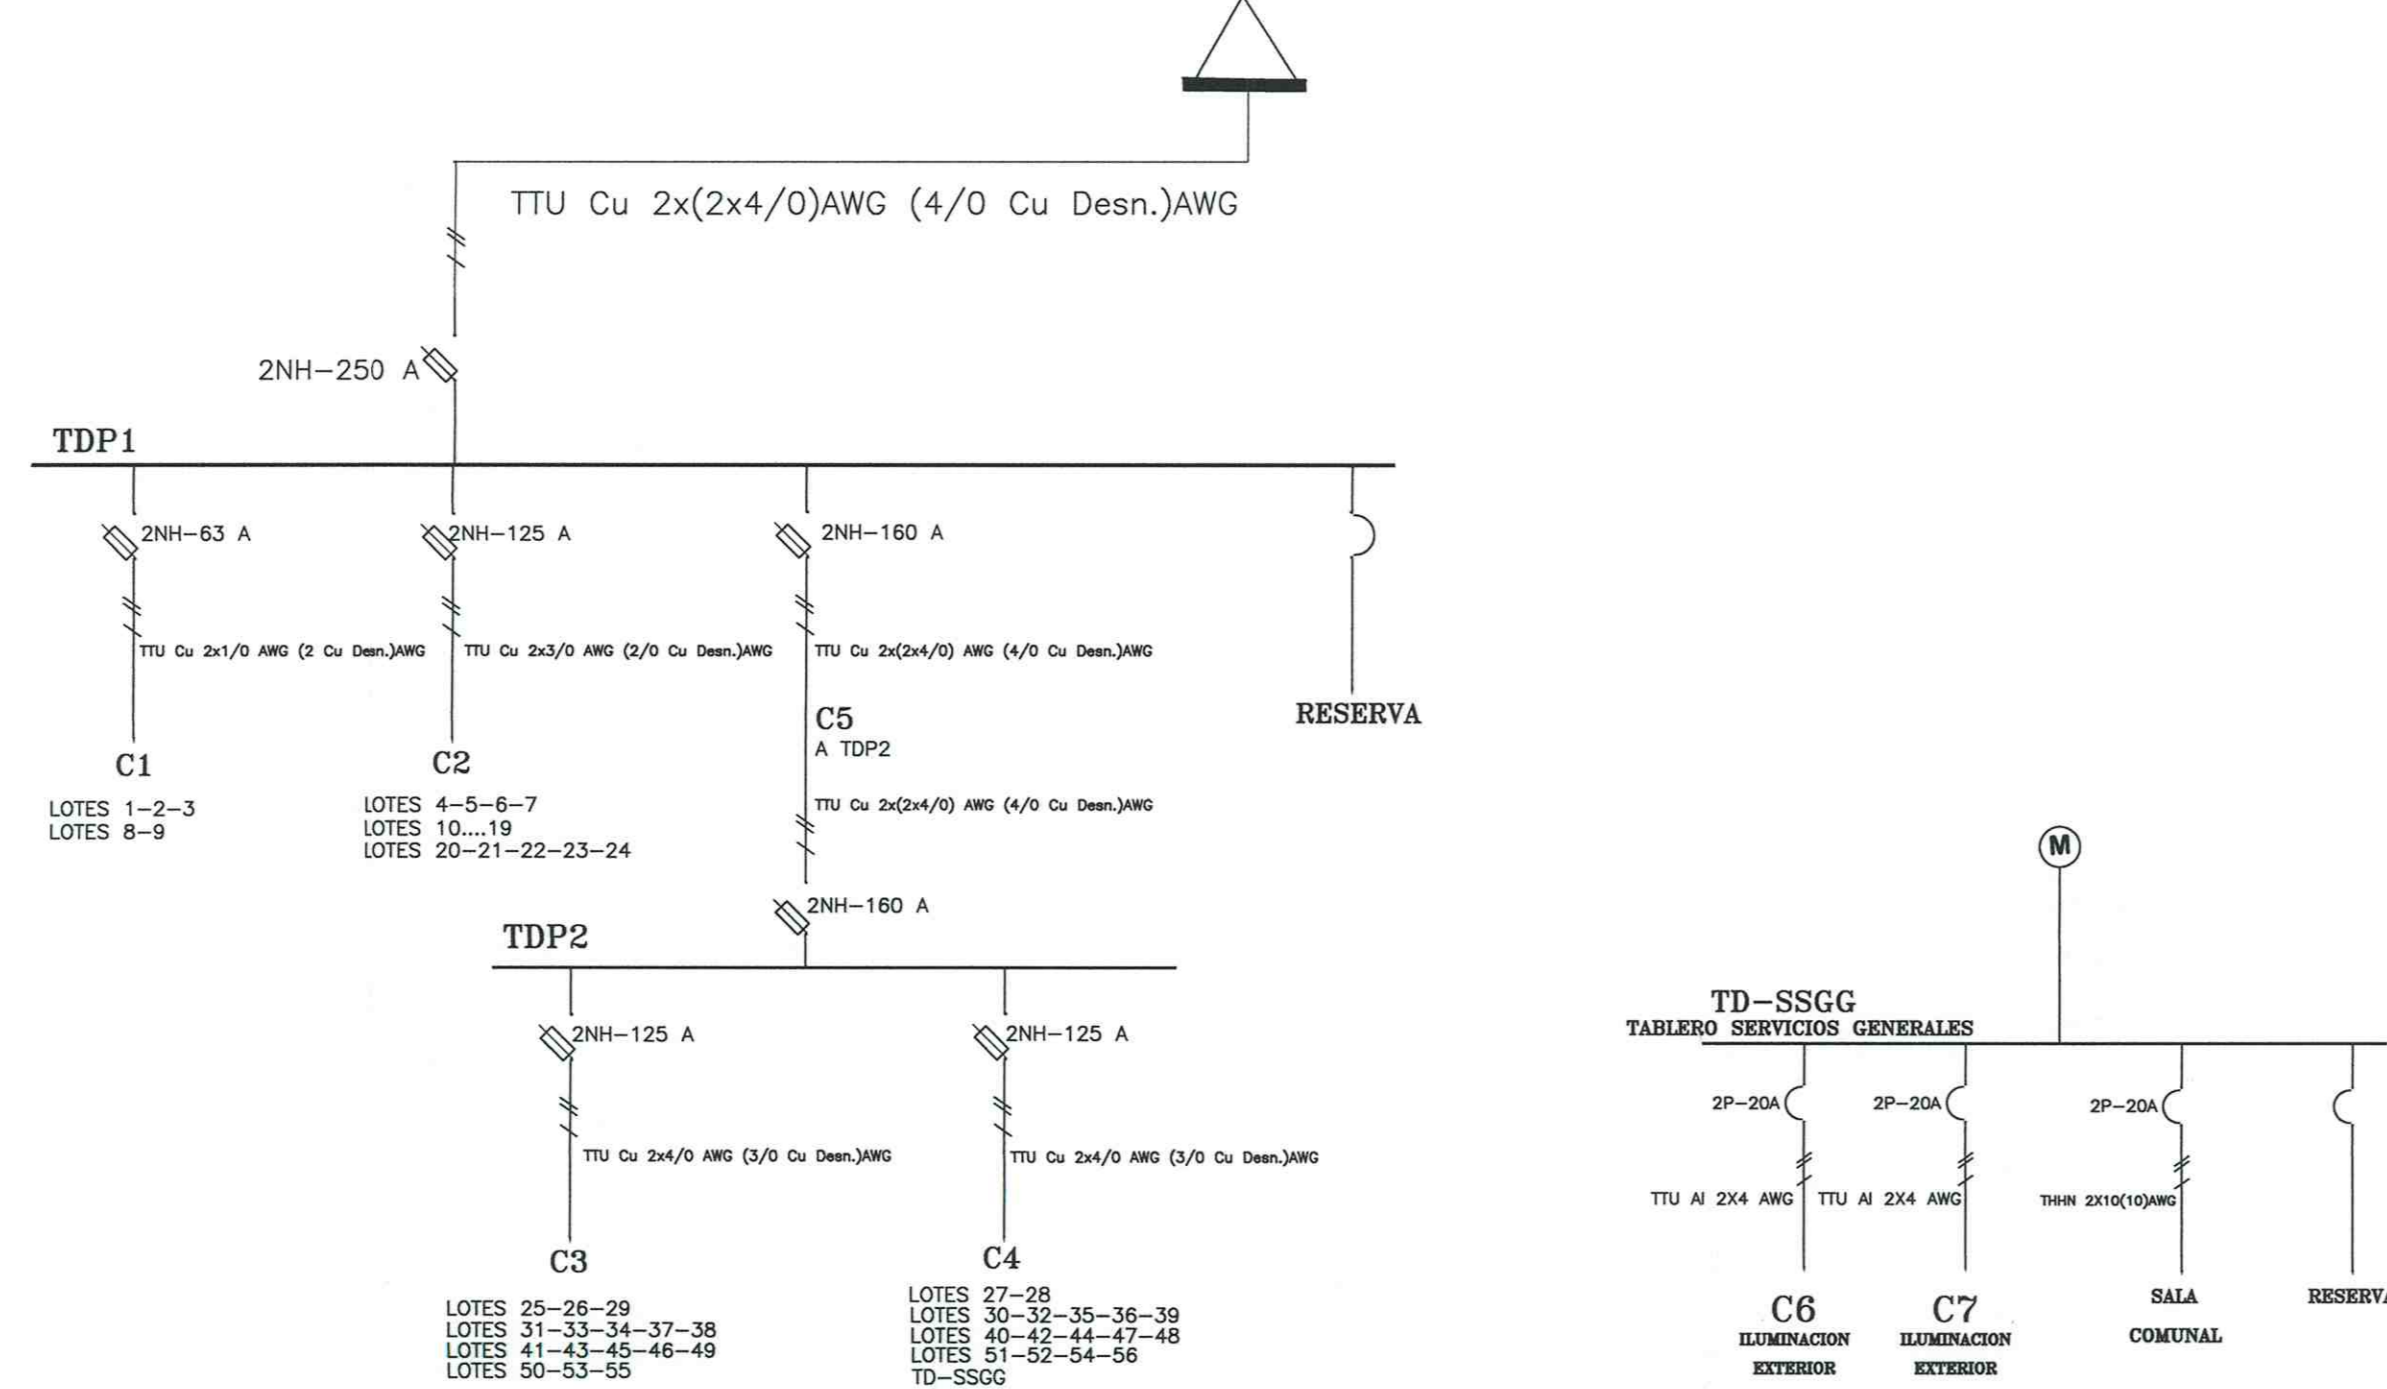 TTU Cu 2x(2x4/0)AWG (4/0 Cu Desn.)AWG
2NH-250 A
TDP1
2NH-63 A
2NH-125 A
2NH-160 A
TTU Cu 2x1/0 AWG (2 Cu Desn.)AWG
TTU Cu 2x3/0 AWG (2/0 Cu Desn.)AWG
TTU Cu 2x(2x4/0) AWG (4/0 Cu Desn.)AWG
C5
A TDP2
RESERVA
C1
LOTES 1-2-3
LOTES 8-9
C2
LOTES 4-5-6-7
LOTES 10....19
LOTES 20-21-22-23-24
TTU Cu 2x(2x4/0) AWG (4/0 Cu Desn.)AWG
2NH-160 A
TDP2
2NH-125 A
2NH-125 A
TTU Cu 2x4/0 AWG (3/0 Cu Desn.)AWG
TTU Cu 2x4/0 AWG (3/0 Cu Desn.)AWG
C3
LOTES 25-26-29
LOTES 31-33-34-37-38
LOTES 41-43-45-46-49
LOTES 50-53-55
C4
LOTES 27-28
LOTES 30-32-35-36-39
LOTES 40-42-44-47-48
LOTES 51-52-54-56
TD-SSGG
M
TD-SSGG
TABLERO SERVICIOS GENERALES
2P-20A
2P-20A
2P-20A
TTU Al 2X4 AWG
TTU Al 2X4 AWG
THHN 2X10(10)AWG
C6
ILUMINACION
EXTERIOR
C7
ILUMINACION
EXTERIOR
SALA
COMUNAL
RESERVA